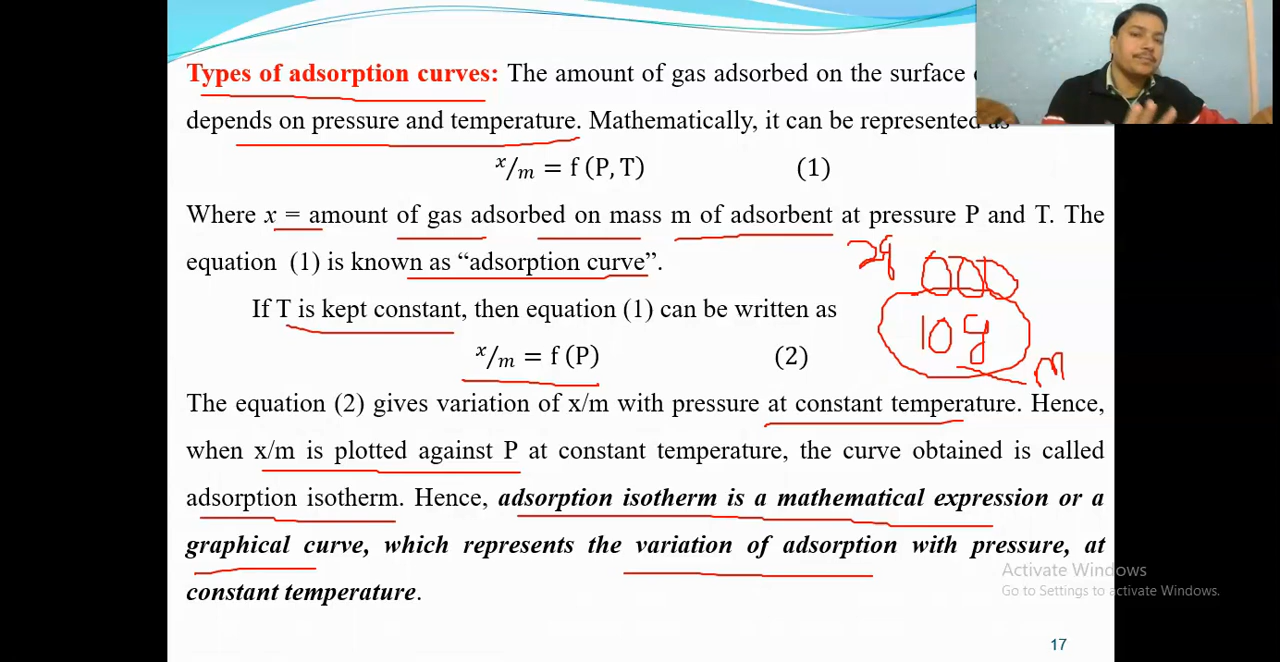 Types of adsorption curves: The amount of gas adsorbed on the surface
depends on pressure and temperature. Mathematically, it can be represented as
x/m = f (P, T) (1)
Where x = amount of gas adsorbed on mass m of adsorbent at pressure P and T. The
equation (1) is known as “adsorption curve”.
2g
If T is kept constant, then equation (1) can be written as
10 g
x/m = f (P) (2)
m
The equation (2) gives variation of x/m with pressure at constant temperature. Hence,
when x/m is plotted against P at constant temperature, the curve obtained is called
adsorption isotherm. Hence, adsorption isotherm is a mathematical expression or a
graphical curve, which represents the variation of adsorption with pressure, at
constant temperature.
Activate Windows
Go to Settings to activate Windows.
17